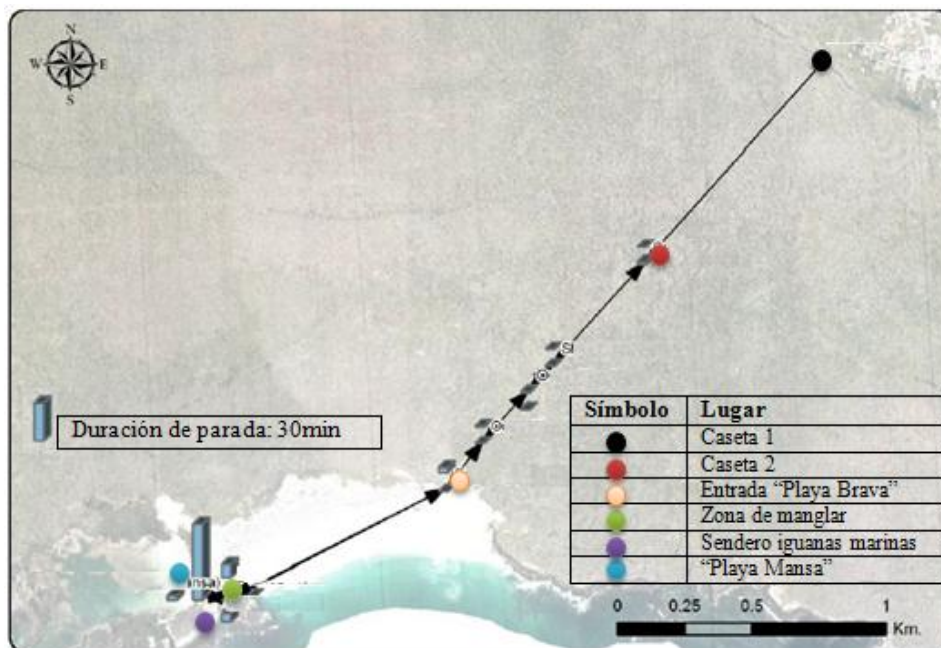 N
W E
S
Duración de parada: 30min
Símbolo Lugar
Caseta 1
Caseta 2
Entrada “Playa Brava”
Zona de manglar
Sendero iguanas marinas
“Playa Mansa”
0 0.25 0.5 1
Km.